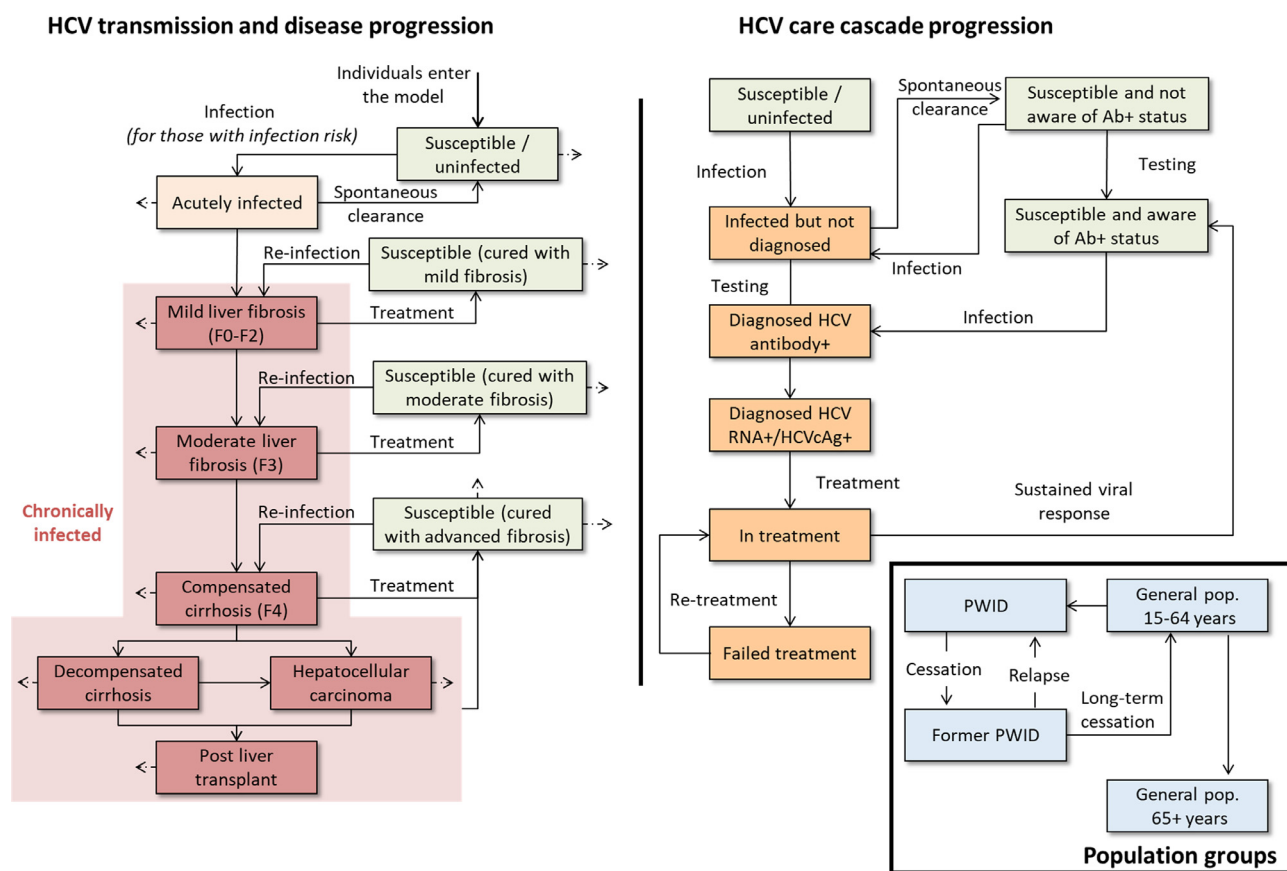 HCV transmission and disease progression
Individuals enter
the model
Infection
(for those with infection risk)
Susceptible /
uninfected
Acutely infected
Spontaneous
clearance
Re-infection
Susceptible (cured with
mild fibrosis)
Mild liver fibrosis
(F0-F2)
Treatment
Re-infection
Susceptible (cured with
moderate fibrosis)
Moderate liver
fibrosis (F3)
Treatment
Chronically
infected
Re-infection
Susceptible (cured
with advanced fibrosis)
Compensated
cirrhosis (F4)
Treatment
Decompensated
cirrhosis
Hepatocellular
carcinoma
Post liver
transplant
HCV care cascade progression
Susceptible /
uninfected
Spontaneous
clearance
Susceptible and not
aware of Ab+ status
Infection
Testing
Infected but not
diagnosed
Susceptible and aware
of Ab+ status
Infection
Testing
Diagnosed HCV
antibody+
Infection
Diagnosed HCV
RNA+/HCVcAg+
Treatment
Sustained viral
response
In treatment
Re-treatment
Failed treatment
PWID
General pop.
15-64 years
Cessation
Relapse
Long-term
cessation
Former PWID
General pop.
65+ years
Population groups